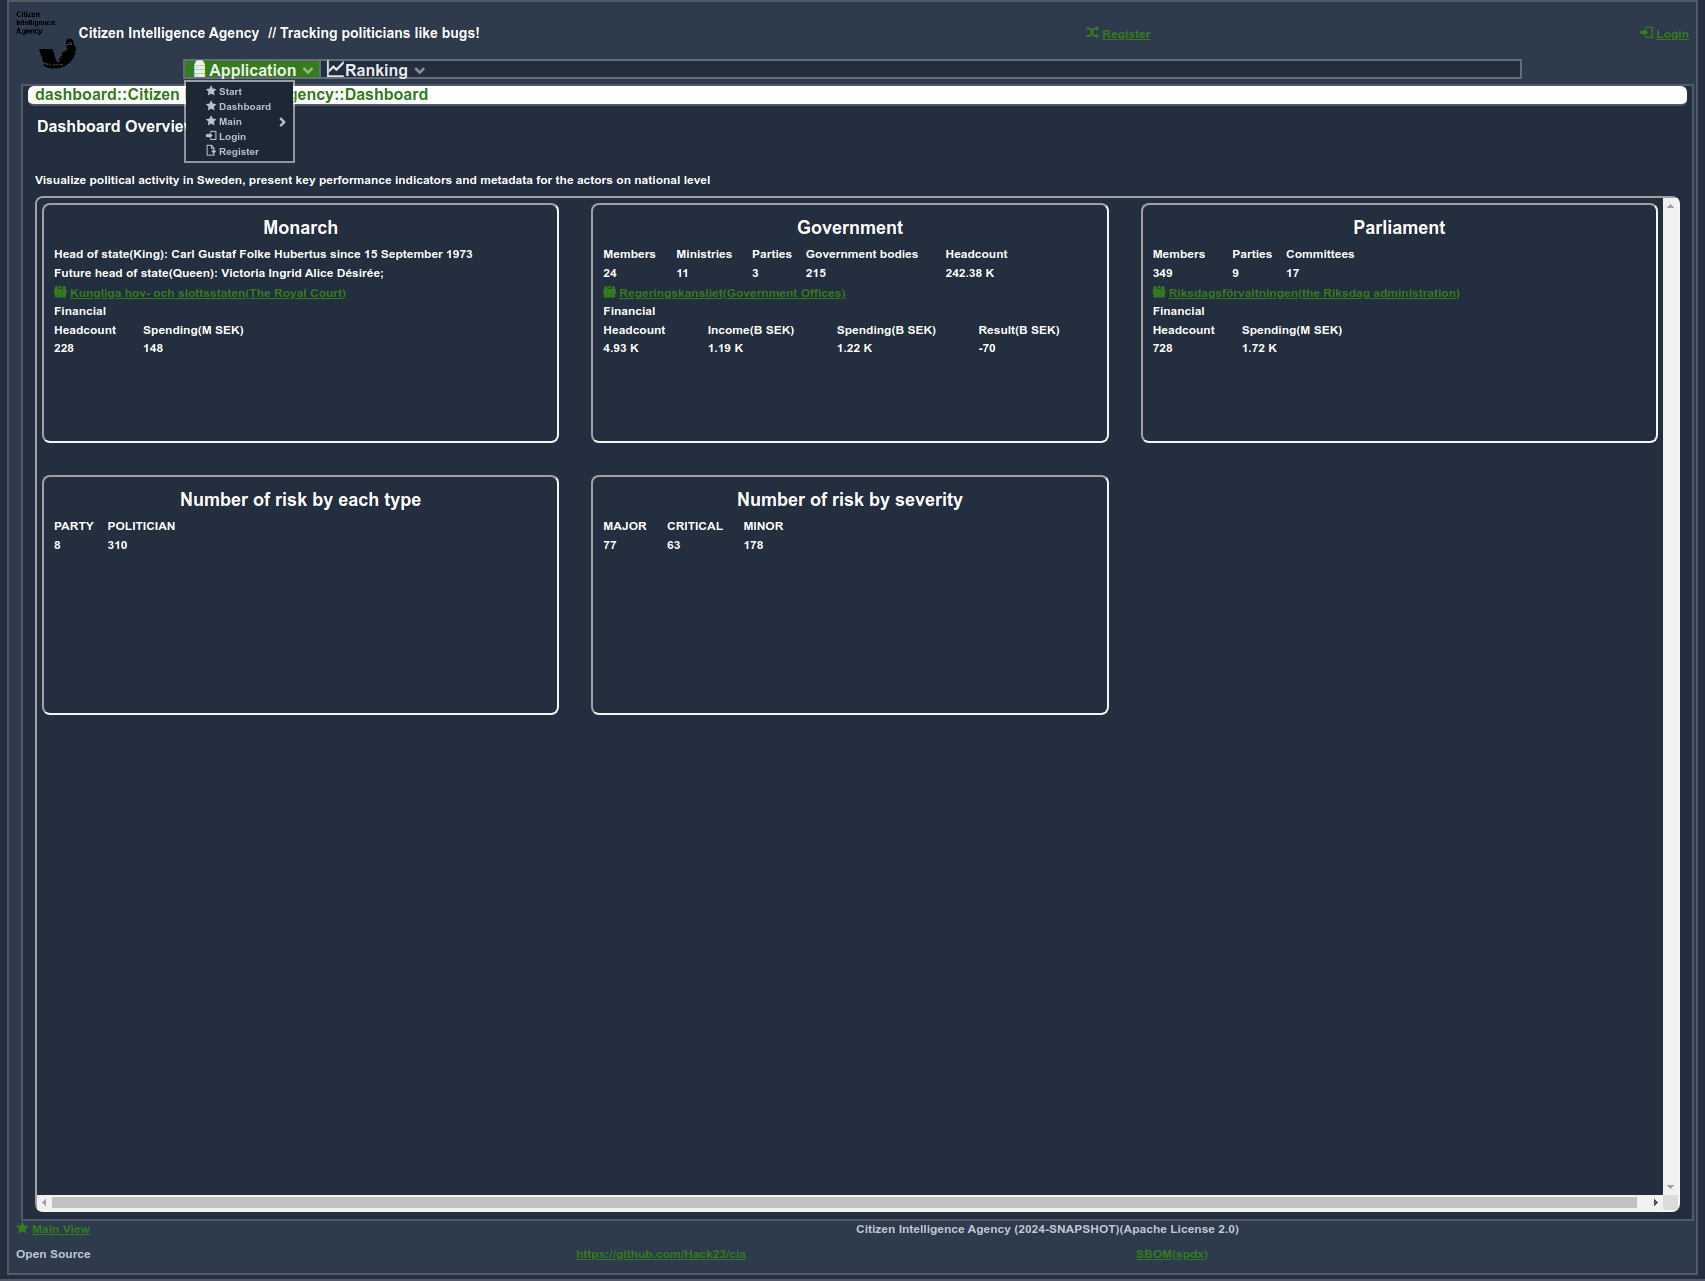 Citizen
Intelligence
Agency
Citizen Intelligence Agency // Tracking politicians like bugs!
Register
Login
Application
Ranking
Start
Dashboard
Main
Login
Register
dashboard::Citizen gency::Dashboard
Dashboard Overview
Visualize political activity in Sweden, present key performance indicators and metadata for the actors on national level
Monarch
Head of state(King): Carl Gustaf Folke Hubertus since 15 September 1973
Future head of state(Queen): Victoria Ingrid Alice Désirée;
Kungliga hov- och slottsstaten(The Royal Court)
Financial
Headcount Spending(M SEK)
228 148
Government
Members Ministries Parties Government bodies Headcount
24 11 3 215 242.38 K
Regeringskansliet(Government Offices)
Financial
Headcount Income(B SEK) Spending(B SEK) Result(B SEK)
4.93 K 1.19 K 1.22 K -70
Parliament
Members Parties Committees
349 9 17
Riksdagsförvaltningen(the Riksdag administration)
Financial
Headcount Spending(M SEK)
728 1.72 K
Number of risk by each type
PARTY POLITICIAN
8 310
Number of risk by severity
MAJOR CRITICAL MINOR
77 63 178
Main View
Citizen Intelligence Agency (2024-SNAPSHOT)(Apache License 2.0)
Open Source
https://github.com/Hack23/cia
SBOM(spdx)